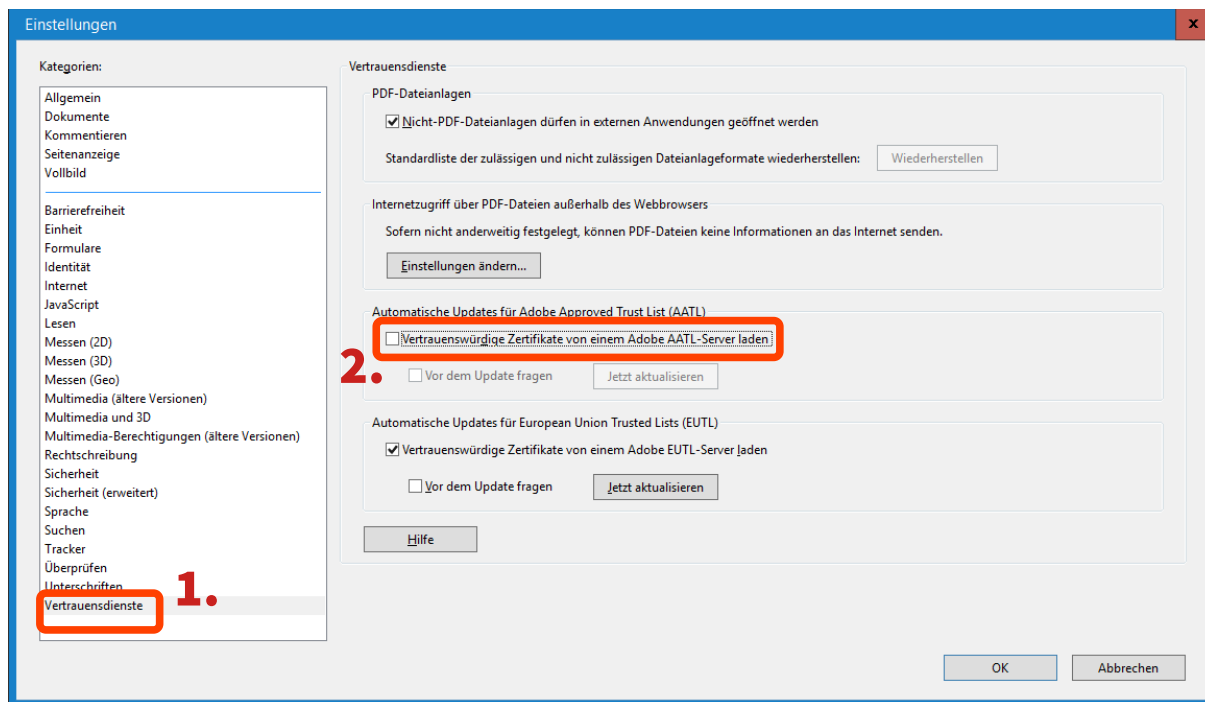 Einstellungen
x
Kategorien:
Allgemein
Dokumente
Kommentieren
Seitenanzeige
Vollbild
Barrierefreiheit
Einheit
Formulare
Identität
Internet
JavaScript
Lesen
Messen (2D)
Messen (3D)
Messen (Geo)
Multimedia (ältere Versionen)
Multimedia und 3D
Multimedia-Berechtigungen (ältere Versionen)
Rechtschreibung
Sicherheit
Sicherheit (erweitert)
Sprache
Suchen
Tracker
Überprüfen
Unterschriften
Vertrauensdienste
1.
Vertrauensdienste
PDF-Dateianlagen
Nicht-PDF-Dateianlagen dürfen in externen Anwendungen geöffnet werden
Standardliste der zulässigen und nicht zulässigen Dateianlageformate wiederherstellen: Wiederherstellen
Internetzugriff über PDF-Dateien außerhalb des Webbrowsers
Sofern nicht anderweitig festgelegt, können PDF-Dateien keine Informationen an das Internet senden.
Einstellungen ändern...
Automatische Updates für Adobe Approved Trust List (AATL)
Vertrauenswürdige Zertifikate von einem Adobe AATL-Server laden
2.
Vor dem Update fragen Jetzt aktualisieren
Automatische Updates für European Union Trusted Lists (EUTL)
Vertrauenswürdige Zertifikate von einem Adobe EUTL-Server laden
Vor dem Update fragen Jetzt aktualisieren
Hilfe
OK Abbrechen